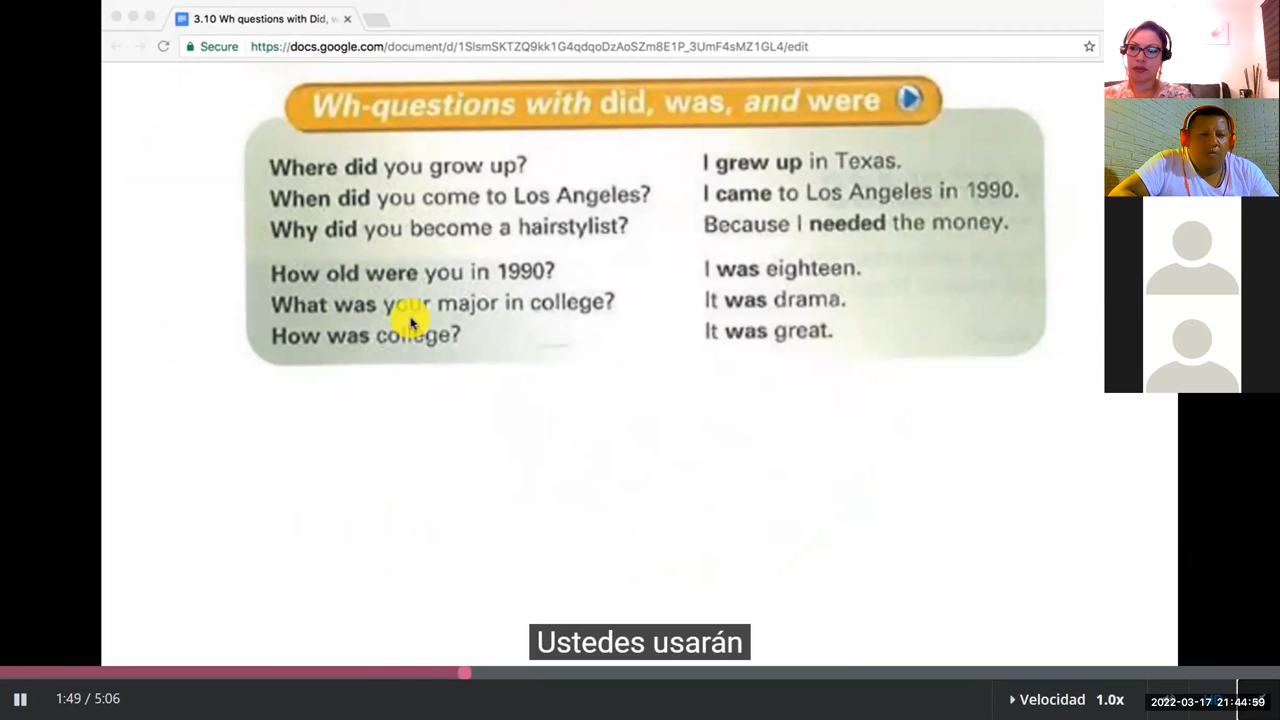 3.10 Wh questions with Did, w
Secure https://docs.google.com/document/d/1SlsmSKTZQ9kk1G4qdqoDzAoSZm8E1P_3UmF4sMZ1GL4/edit
Wh-questions with did, was, and were
Where did you grow up? I grew up in Texas.
When did you come to Los Angeles? I came to Los Angeles in 1990.
Why did you become a hairstylist? Because I needed the money.
How old were you in 1990? I was eighteen.
What was your major in college? It was drama.
How was college? It was great.
Ustedes usarán
1:49 / 5:06 Velocidad 1.0x 2022-03-17 21:44:59